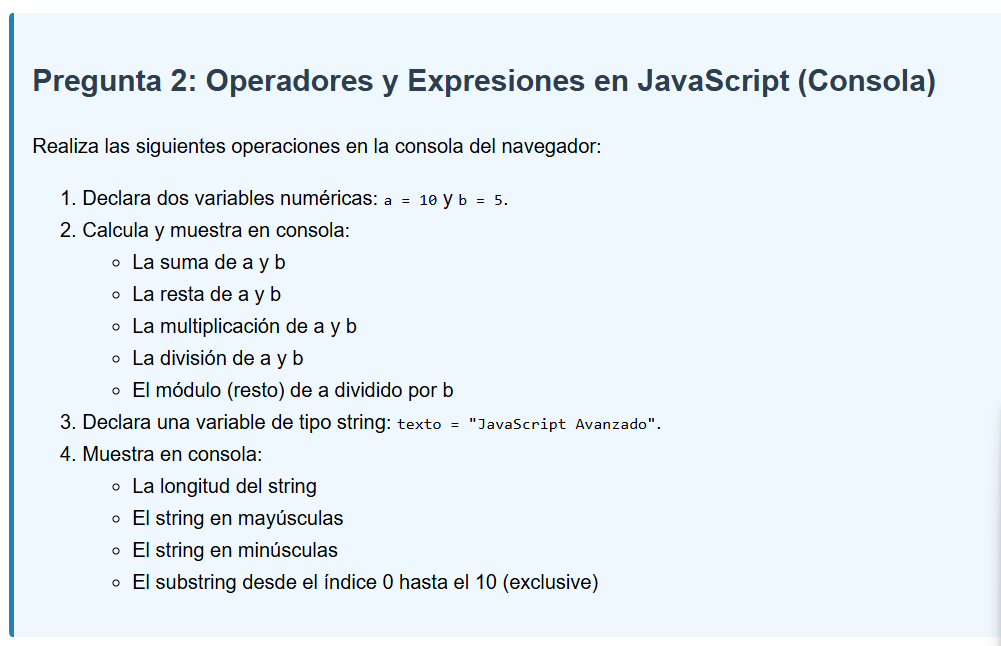 Pregunta 2: Operadores y Expresiones en JavaScript (Consola)
Realiza las siguientes operaciones en la consola del navegador:
1. Declara dos variables numéricas: a = 10 y b = 5.
2. Calcula y muestra en consola:
La suma de a y b
La resta de a y b
La multiplicación de a y b
La división de a y b
El módulo (resto) de a dividido por b
3. Declara una variable de tipo string: texto = "JavaScript Avanzado".
4. Muestra en consola:
La longitud del string
El string en mayúsculas
El string en minúsculas
El substring desde el índice 0 hasta el 10 (exclusive)